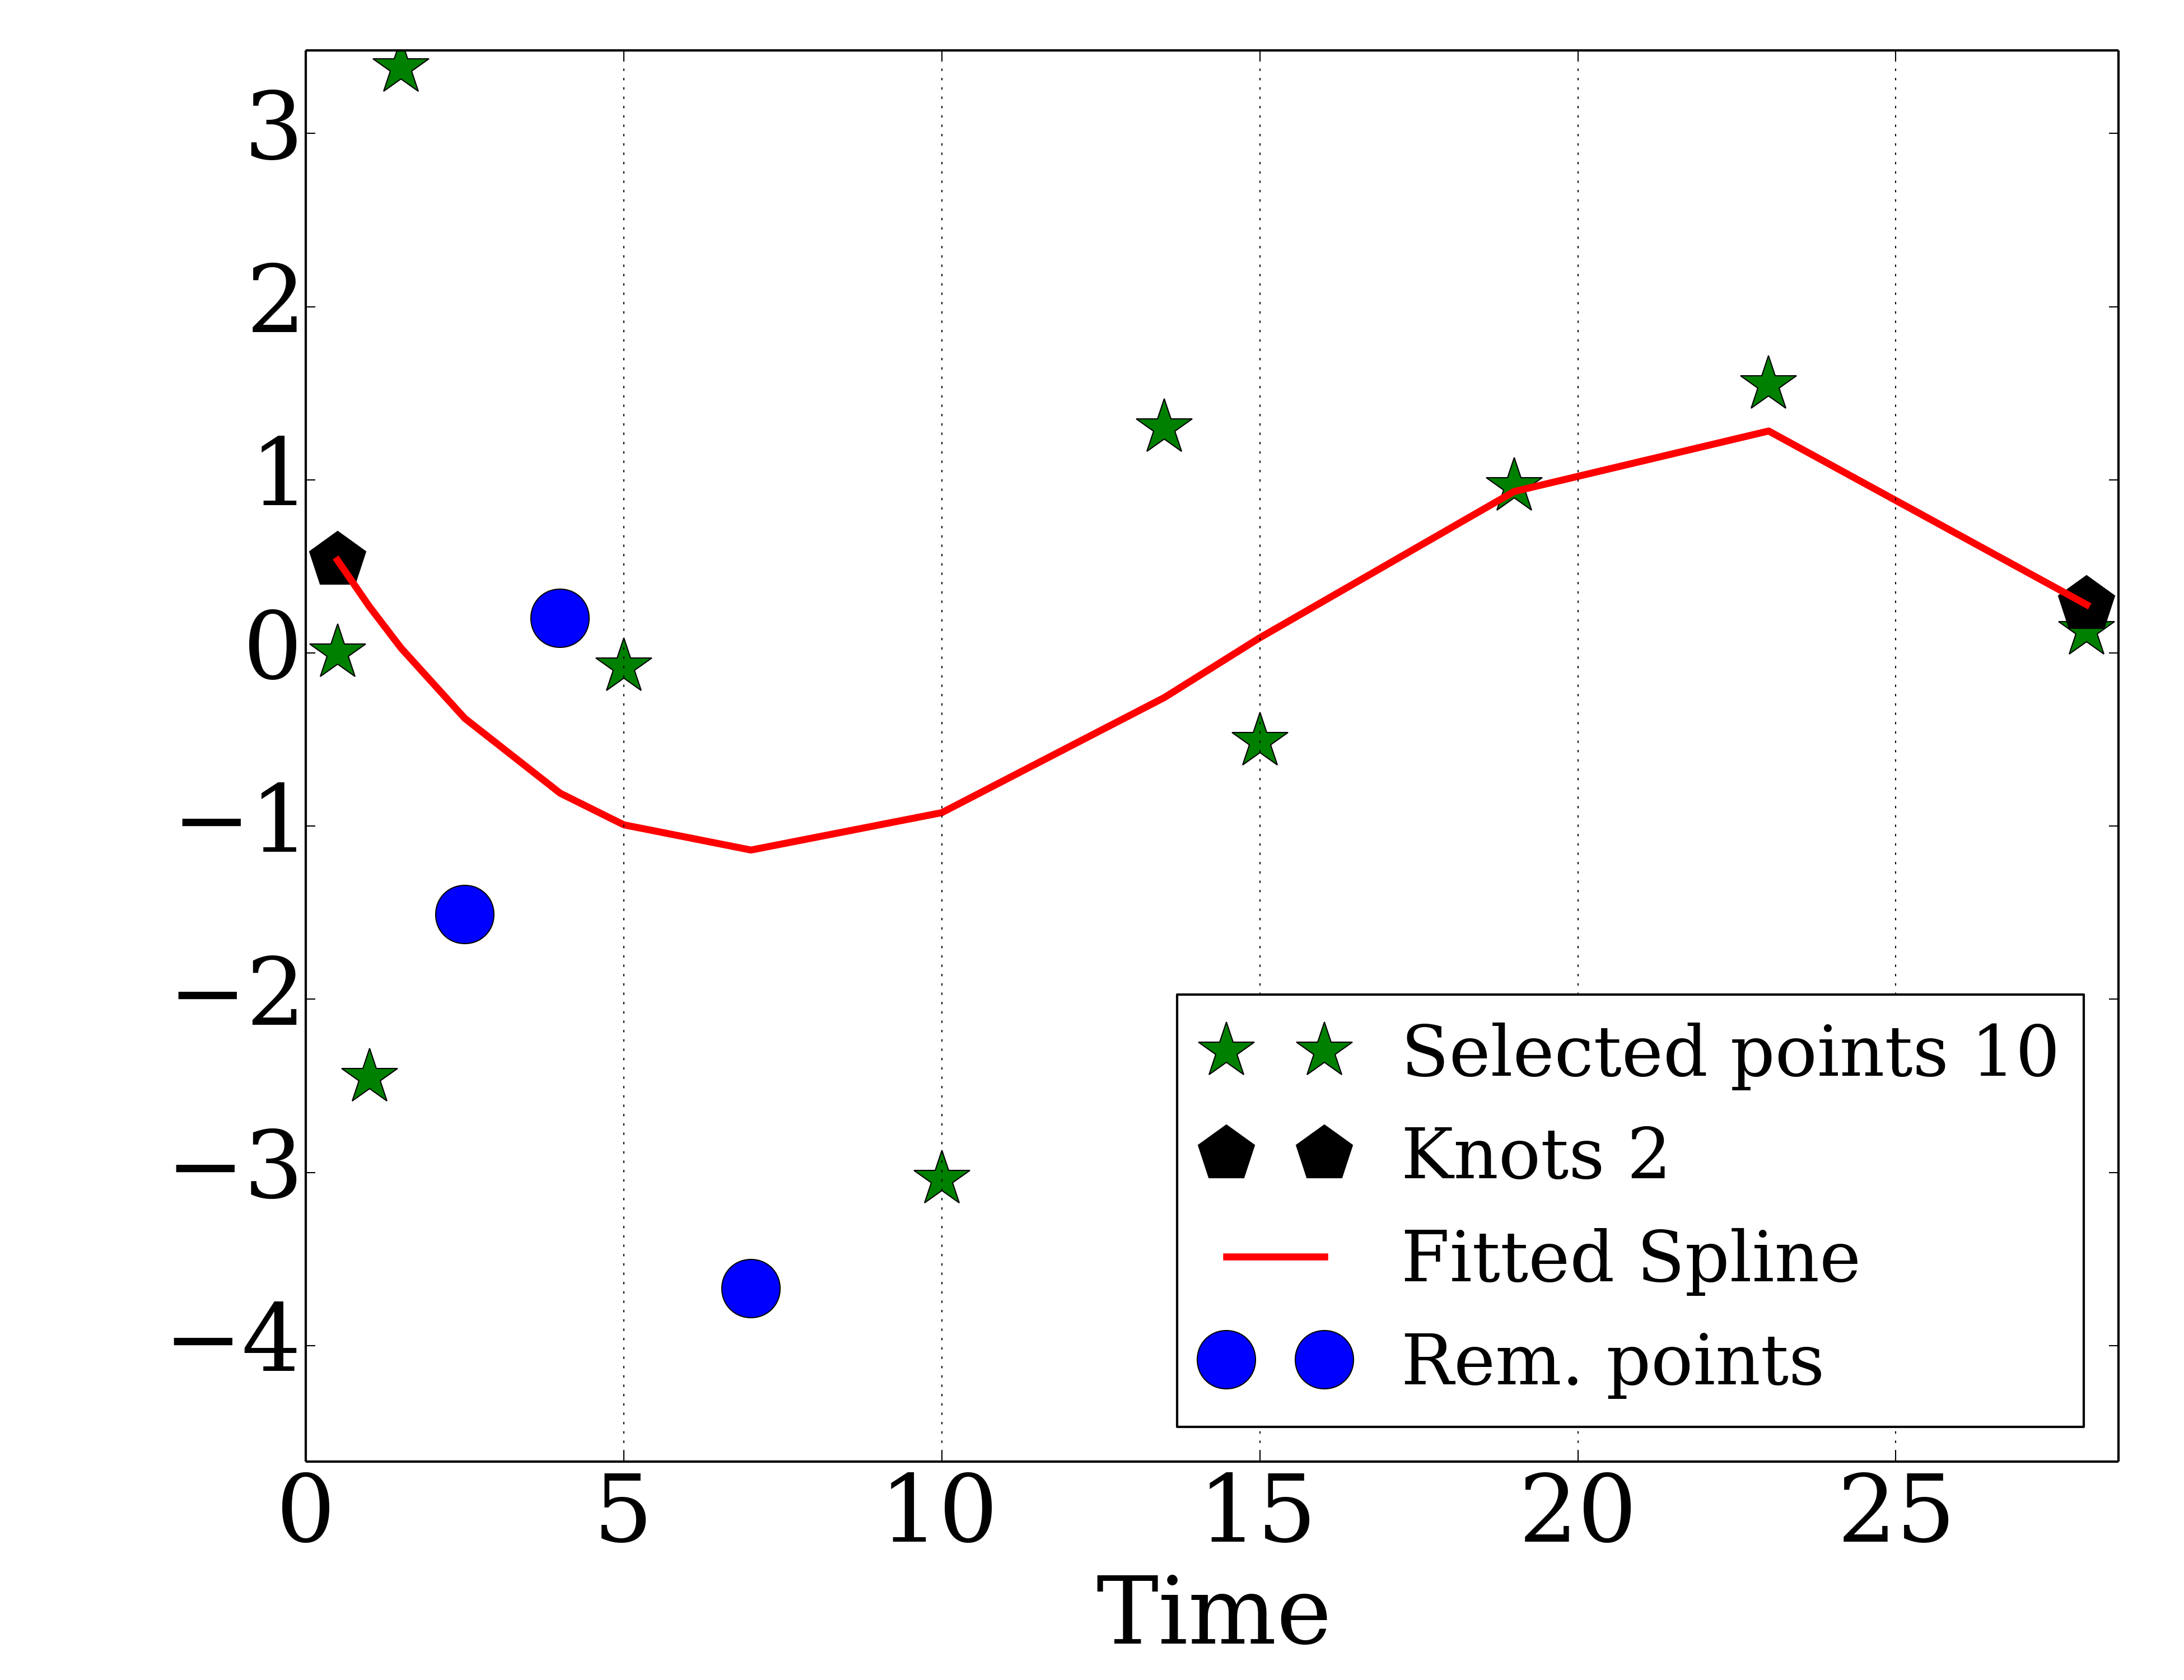 3
2
1
0
−1
−2
−3
−4
Selected points 10
Knots 2
Fitted Spline
Rem. points
0 5 10 15 20 25
Time